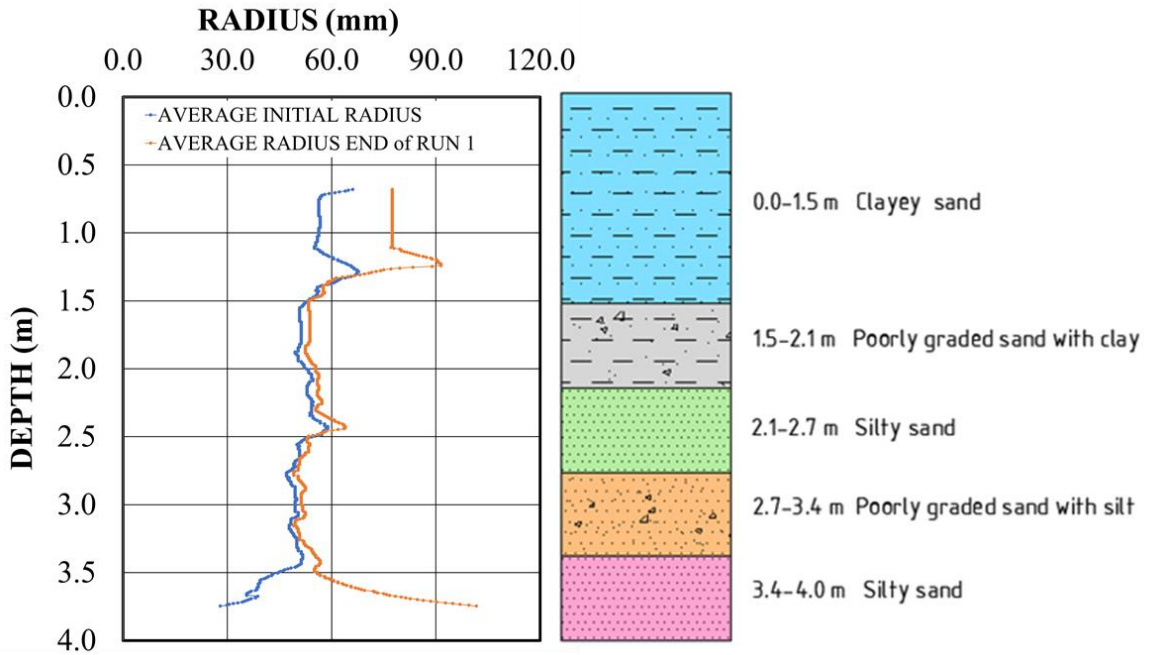 RADIUS (mm)
0.0 30.0 60.0 90.0 120.0
AVERAGE INITIAL RADIUS
AVERAGE RADIUS END of RUN 1
DEPTH (m)
0.0
0.5
1.0
1.5
2.0
2.5
3.0
3.5
4.0
0.0-1.5 m Clayey sand
1.5-2.1 m Poorly graded sand with clay
2.1-2.7 m Silty sand
2.7-3.4 m Poorly graded sand with silt
3.4-4.0 m Silty sand